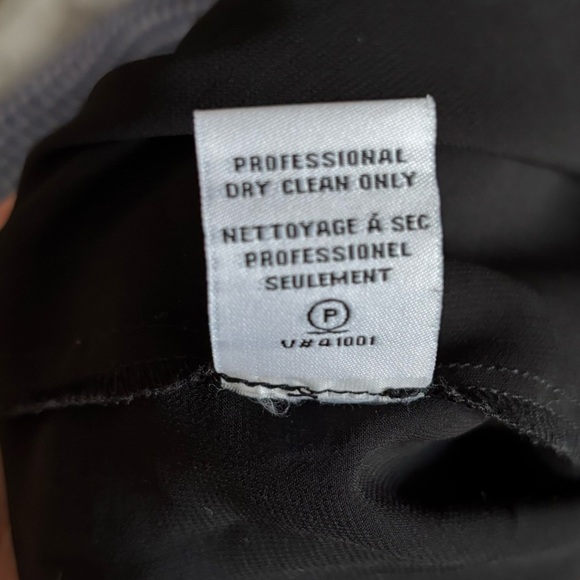 PROFESSIONAL
DRY CLEAN ONLY
NETTOYAGE Á SEC
PROFESSIONEL
SEULEMENT
P
V#41001